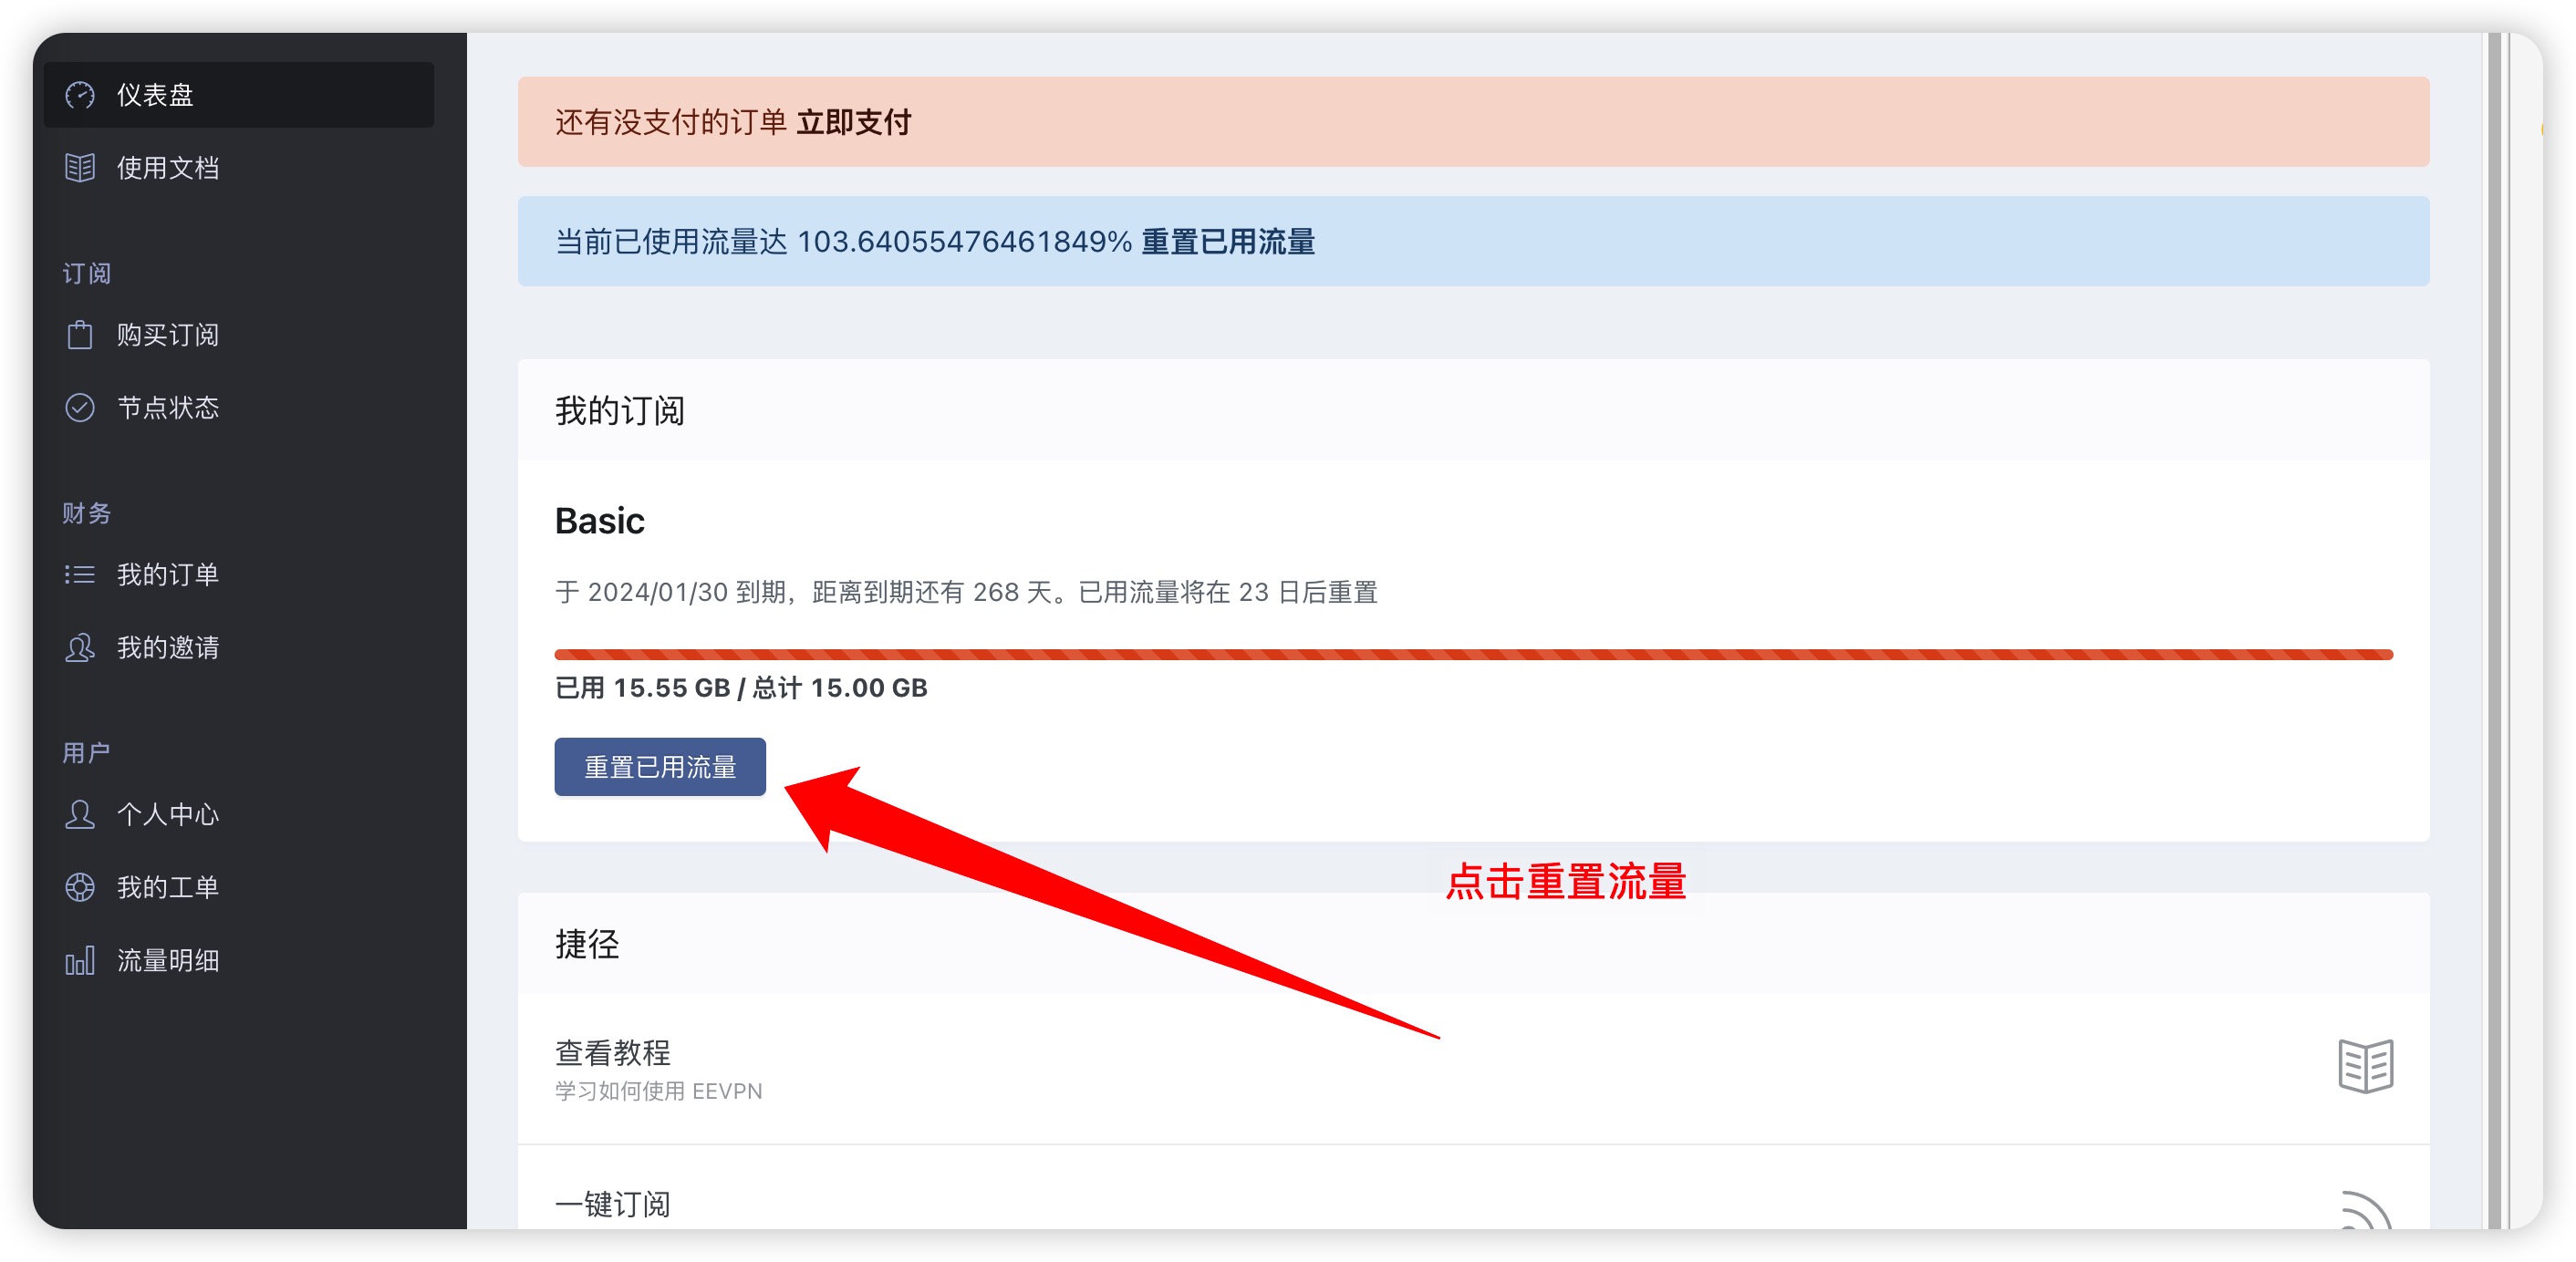 仪表盘
使用文档
订阅
购买订阅
节点状态
财务
我的订单
我的邀请
用户
个人中心
我的工单
流量明细
还有没支付的订单 立即支付
当前已使用流量达 103.64055476461849% 重置已用流量
我的订阅
Basic
于 2024/01/30 到期，距离到期还有 268 天。已用流量将在 23 日后重置
已用 15.55 GB / 总计 15.00 GB
重置已用流量
点击重置流量
捷径
查看教程
学习如何使用 EEVPN
一键订阅